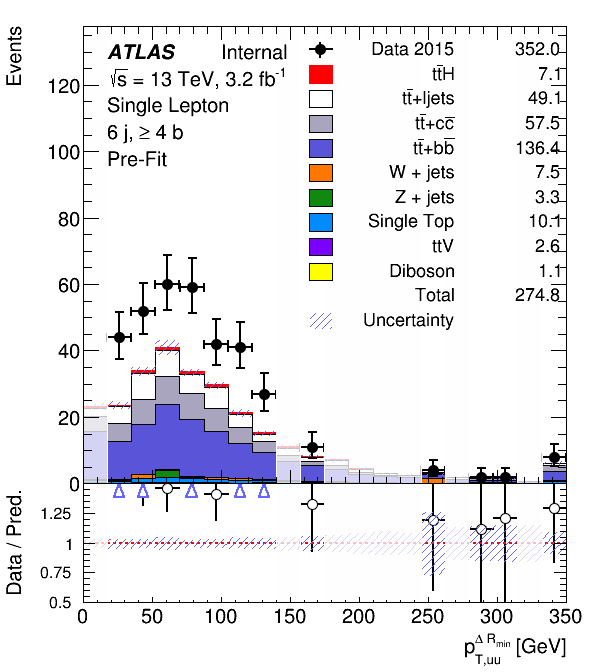 ATLAS Internal
√s = 13 TeV, 3.2 fb⁻¹
Single Lepton
6 j, ≥ 4 b
Pre-Fit
Data 2015 352.0
tt̄H 7.1
tt̄+ljets 49.1
tt̄+cc̄ 57.5
tt̄+bb̄ 136.4
W + jets 7.5
Z + jets 3.3
Single Top 10.1
ttV 2.6
Diboson 1.1
Total 274.8
Uncertainty
Events
120
100
80
60
40
20
0
Data / Pred.
1.25
1
0.75
0.5
0 50 100 150 200 250 300 350
p_{T,uu}^{Δ R_{min}} [GeV]